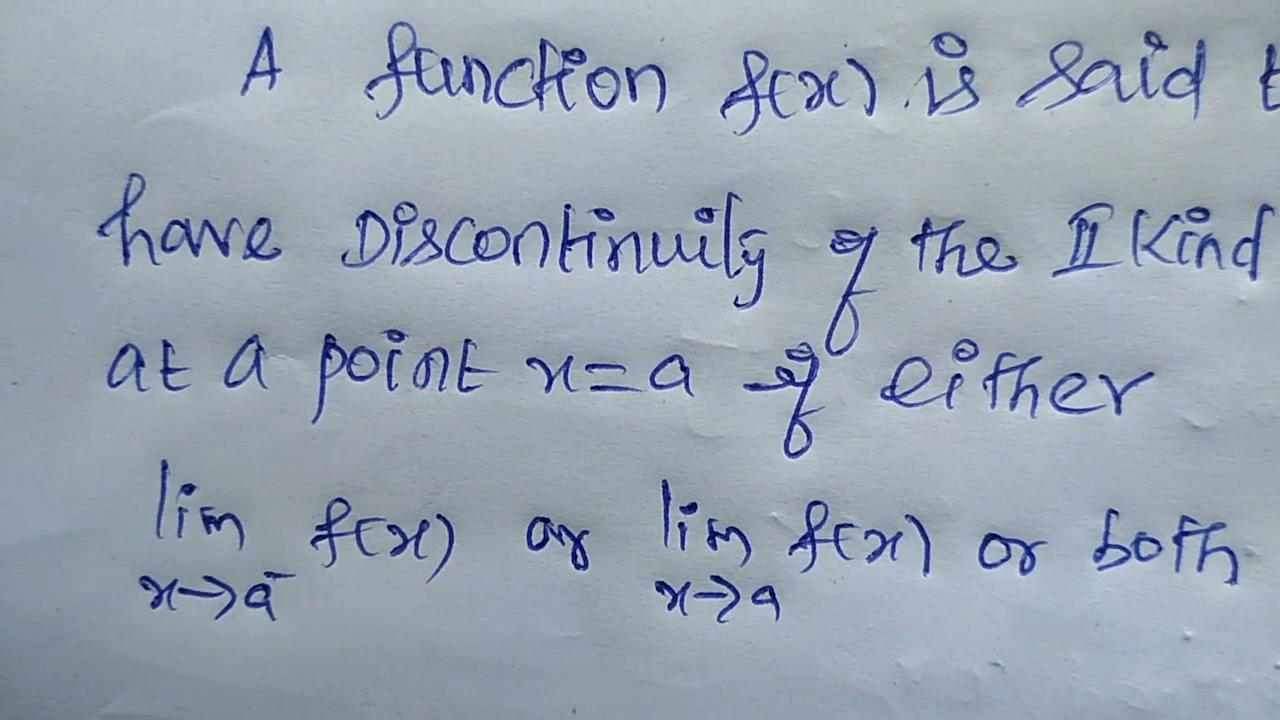 A function f(x) is said t
have Discontinuity of the II kind
at a point x=a if either
lim f(x) or lim f(x) or both
x→a⁻ x→a